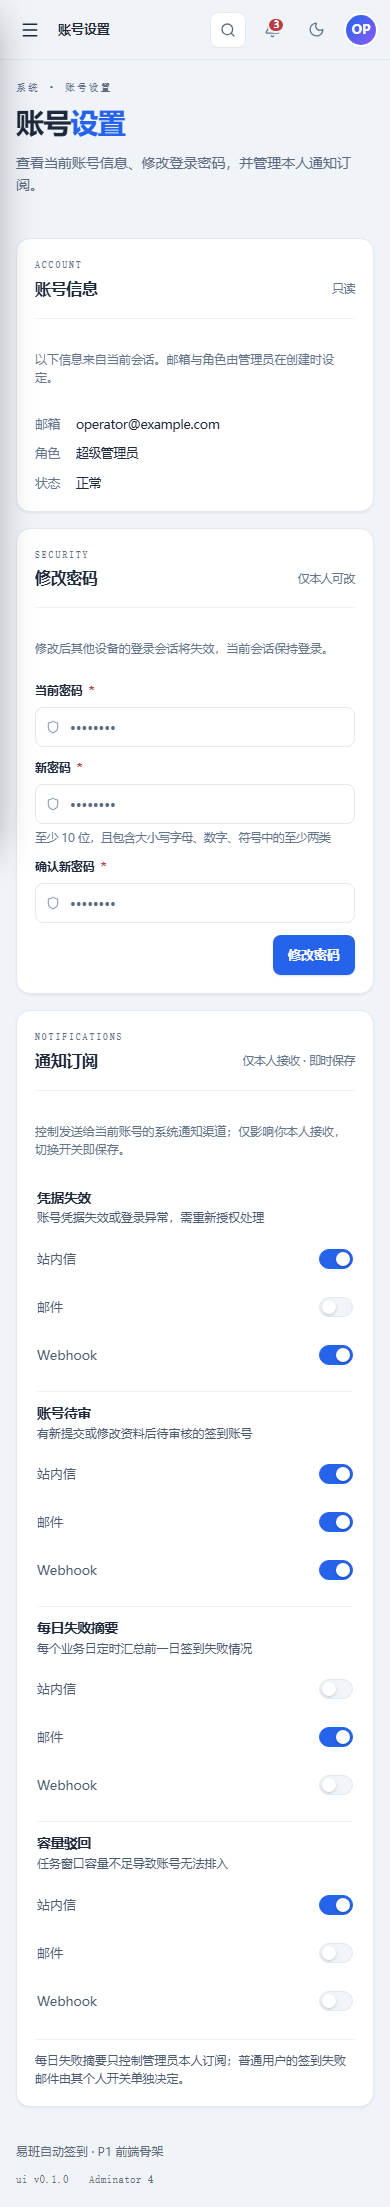 账号设置
3
OP
系统 • 账号设置
账号设置
查看当前账号信息、修改登录密码，并管理本人通知订
阅。
ACCOUNT
账号信息
只读
以下信息来自当前会话。邮箱与角色由管理员在创建时设
定。
邮箱 operator@example.com
角色 超级管理员
状态 正常
SECURITY
修改密码
仅本人可改
修改后其他设备的登录会话将失效，当前会话保持登录。
当前密码 *
••••••••
新密码 *
••••••••
至少 10 位，且包含大小写字母、数字、符号中的至少两类
确认新密码 *
••••••••
修改密码
NOTIFICATIONS
通知订阅
仅本人接收 · 即时保存
控制发送给当前账号的系统通知渠道；仅影响你本人接收，
切换开关即保存。
凭据失效
账号凭据失效或登录异常，需重新授权处理
站内信
邮件
Webhook
账号待审
有新提交或修改资料后待审核的签到账号
站内信
邮件
Webhook
每日失败摘要
每个业务日定时汇总前一日签到失败情况
站内信
邮件
Webhook
容量驳回
任务窗口容量不足导致账号无法排入
站内信
邮件
Webhook
每日失败摘要只控制管理员本人订阅；普通用户的签到失败
邮件由其个人开关单独决定。
易班自动签到 · P1 前端骨架
ui v0.1.0 Adminator 4